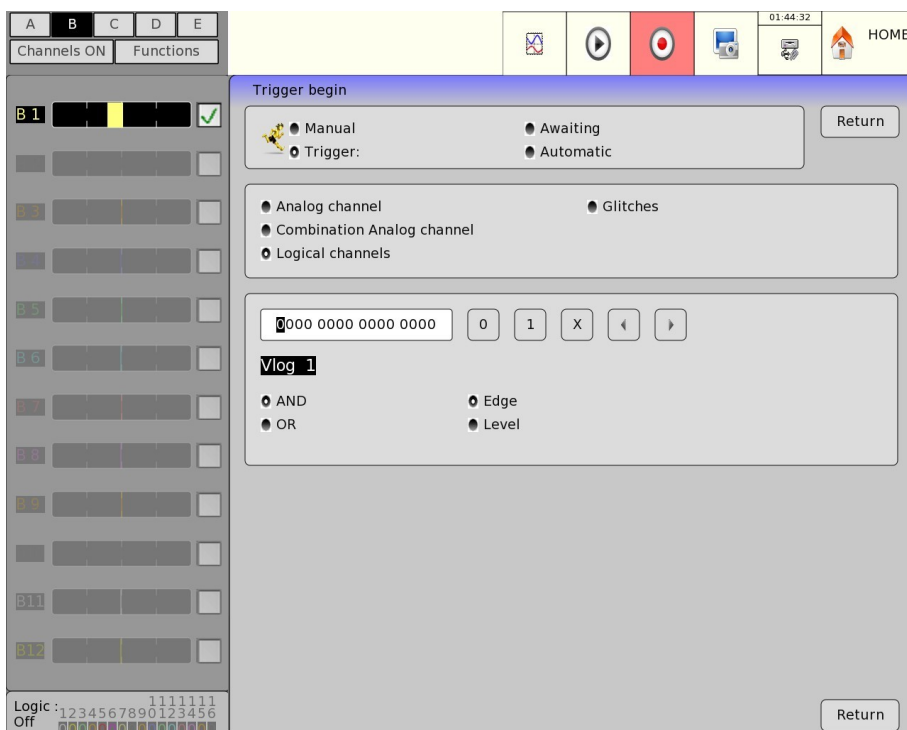 A B C D E
Channels ON Functions
01:44:32
HOME
Trigger begin
Manual
Trigger:
Awaiting
Automatic
Return
Analog channel
Combination Analog channel
Logical channels
Glitches
0000 0000 0000 0000
0 1 X
Vlog 1
AND
OR
Edge
Level
B 1
B 3
B 5
B 6
B 7
B 8
B 9
B11
B12
Logic :
Off
1111111
1234567890123456
Return